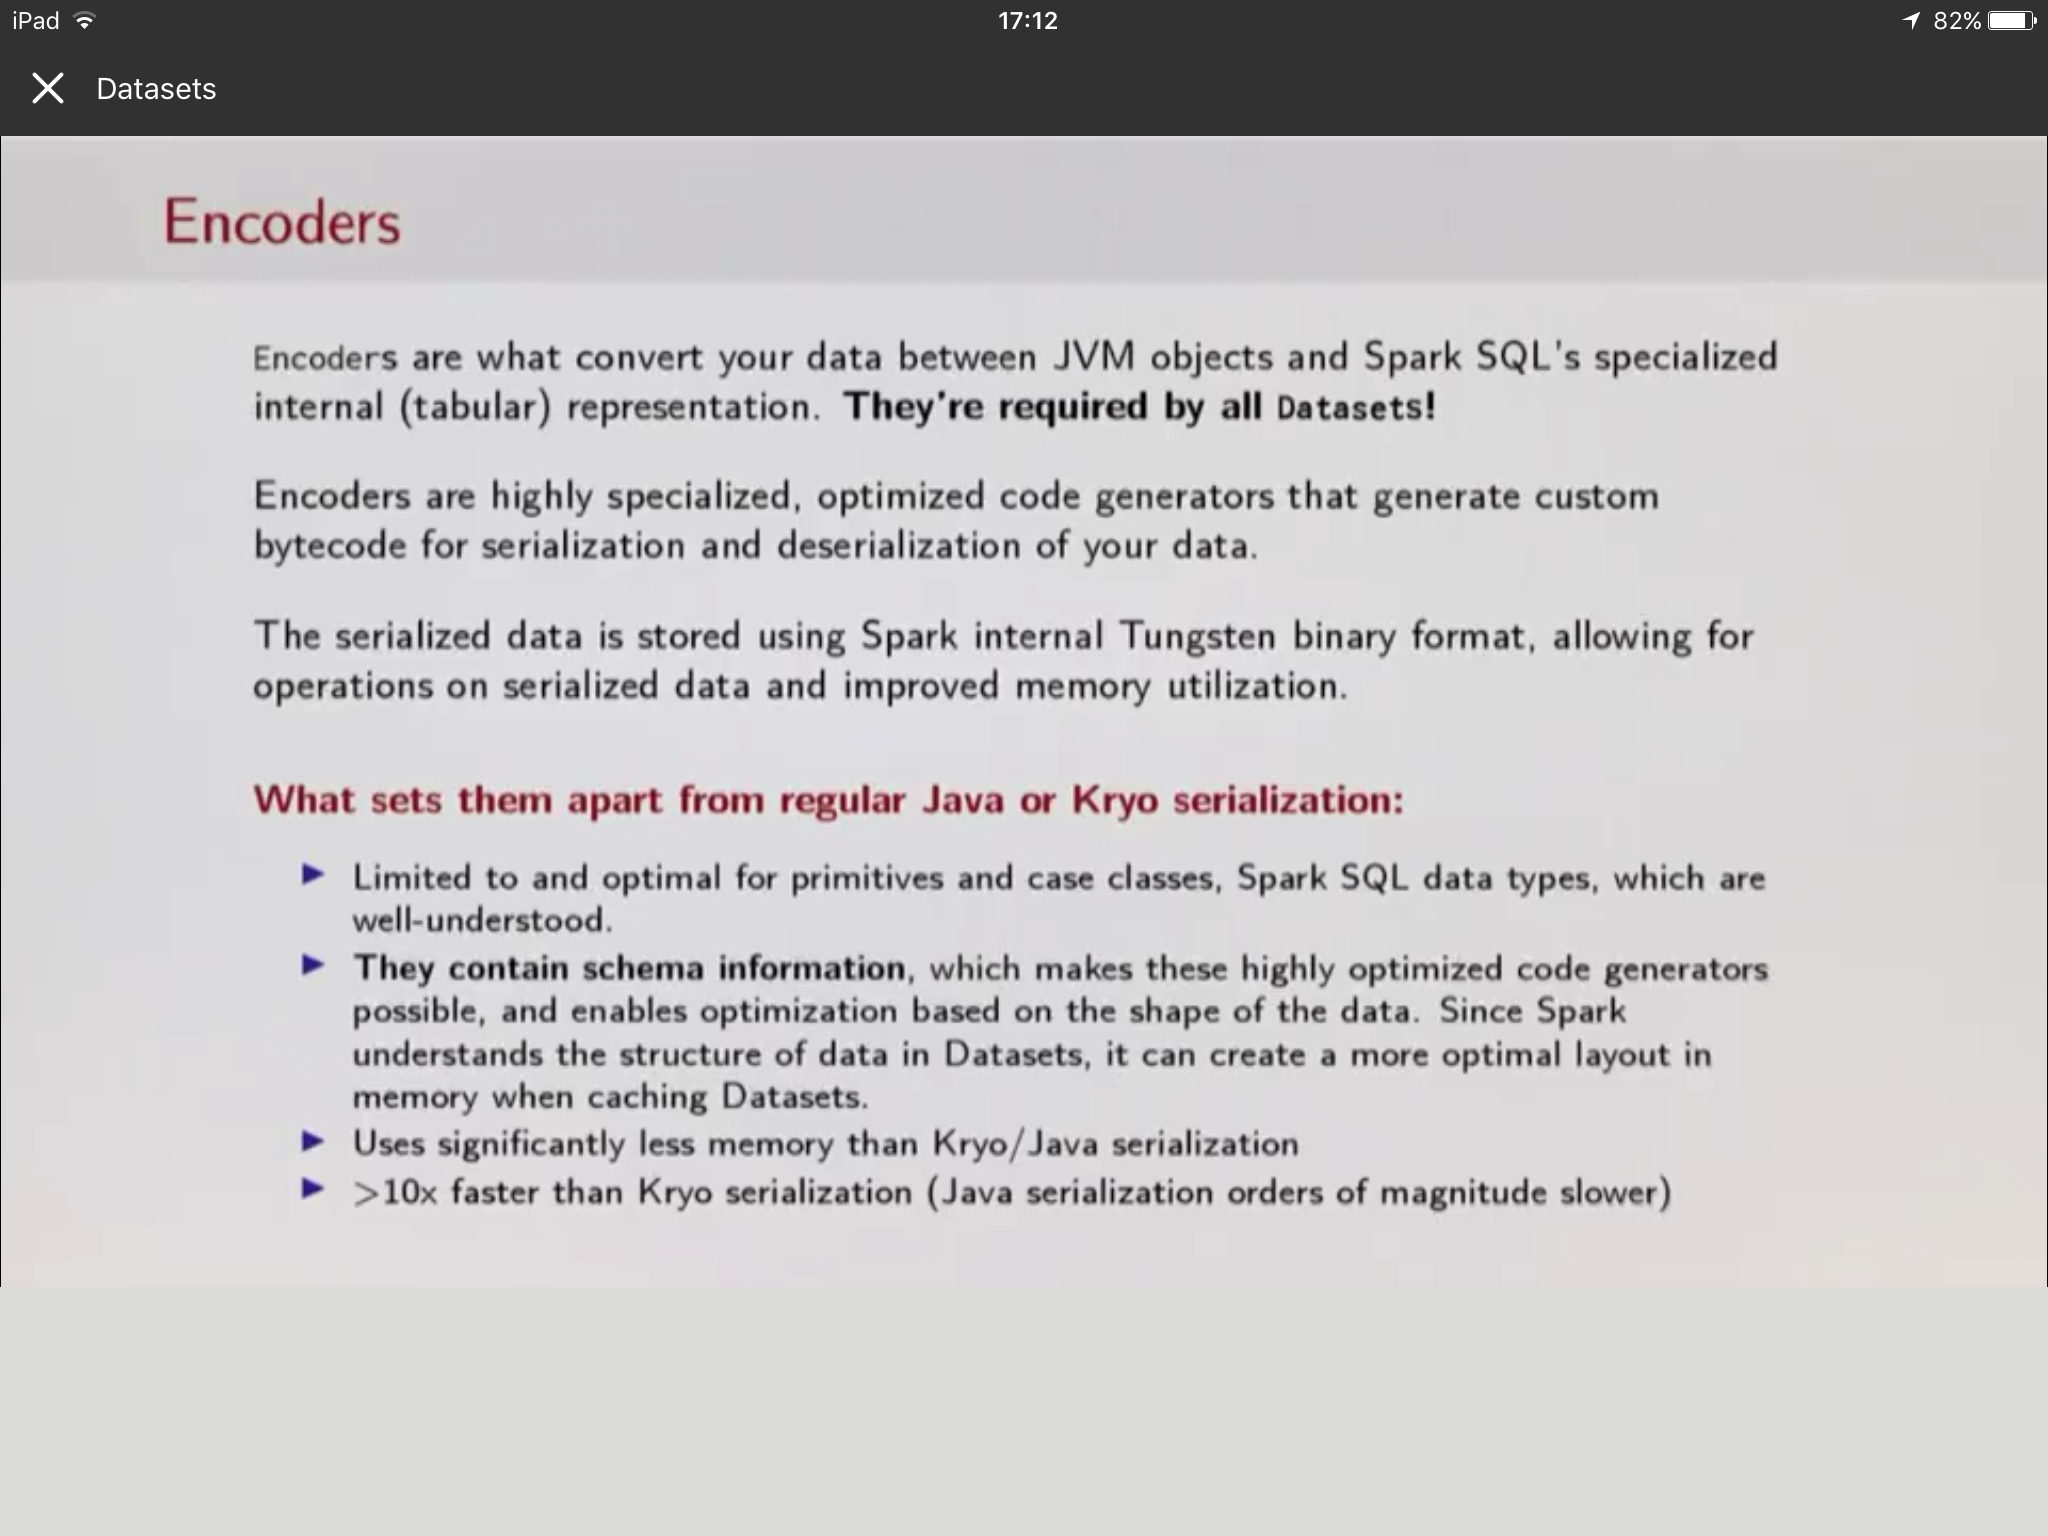 iPad
17:12
82%
Datasets
Encoders
Encoders are what convert your data between JVM objects and Spark SQL's specialized
internal (tabular) representation. They're required by all Datasets!
Encoders are highly specialized, optimized code generators that generate custom
bytecode for serialization and deserialization of your data.
The serialized data is stored using Spark internal Tungsten binary format, allowing for
operations on serialized data and improved memory utilization.
What sets them apart from regular Java or Kryo serialization:
Limited to and optimal for primitives and case classes, Spark SQL data types, which are
well-understood.
They contain schema information, which makes these highly optimized code generators
possible, and enables optimization based on the shape of the data. Since Spark
understands the structure of data in Datasets, it can create a more optimal layout in
memory when caching Datasets.
Uses significantly less memory than Kryo/Java serialization
>10x faster than Kryo serialization (Java serialization orders of magnitude slower)